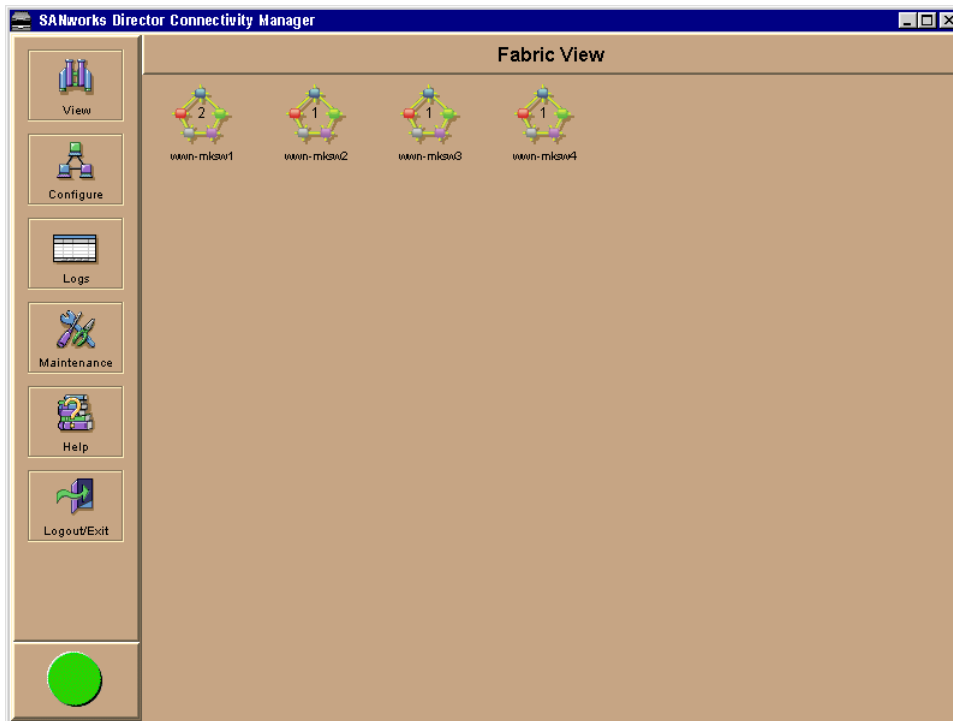 SANworks Director Connectivity Manager
View
Configure
Logs
Maintenance
Help
Logout/Exit
Fabric View
2
1
1
1
wwn-mksw1
wwn-mksw2
wwn-mksw3
wwn-mksw4